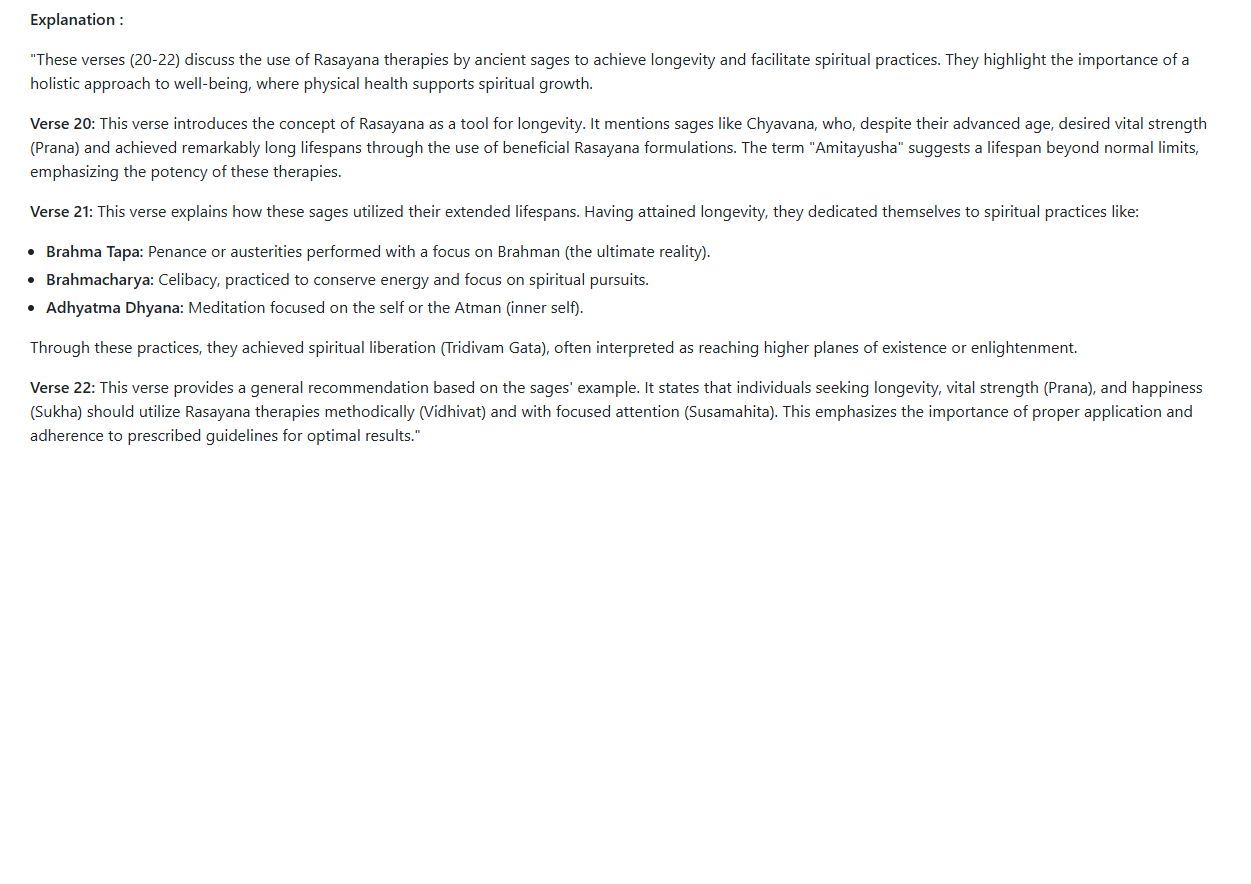 Explanation :
"These verses (20-22) discuss the use of Rasayana therapies by ancient sages to achieve longevity and facilitate spiritual practices. They highlight the importance of a
holistic approach to well-being, where physical health supports spiritual growth.
Verse 20: This verse introduces the concept of Rasayana as a tool for longevity. It mentions sages like Chyavana, who, despite their advanced age, desired vital strength
(Prana) and achieved remarkably long lifespans through the use of beneficial Rasayana formulations. The term "Amitayusha" suggests a lifespan beyond normal limits,
emphasizing the potency of these therapies.
Verse 21: This verse explains how these sages utilized their extended lifespans. Having attained longevity, they dedicated themselves to spiritual practices like:
• Brahma Tapa: Penance or austerities performed with a focus on Brahman (the ultimate reality).
• Brahmacharya: Celibacy, practiced to conserve energy and focus on spiritual pursuits.
• Adhyatma Dhyana: Meditation focused on the self or the Atman (inner self).
Through these practices, they achieved spiritual liberation (Tridivam Gata), often interpreted as reaching higher planes of existence or enlightenment.
Verse 22: This verse provides a general recommendation based on the sages' example. It states that individuals seeking longevity, vital strength (Prana), and happiness
(Sukha) should utilize Rasayana therapies methodically (Vidhivat) and with focused attention (Susamahita). This emphasizes the importance of proper application and
adherence to prescribed guidelines for optimal results."